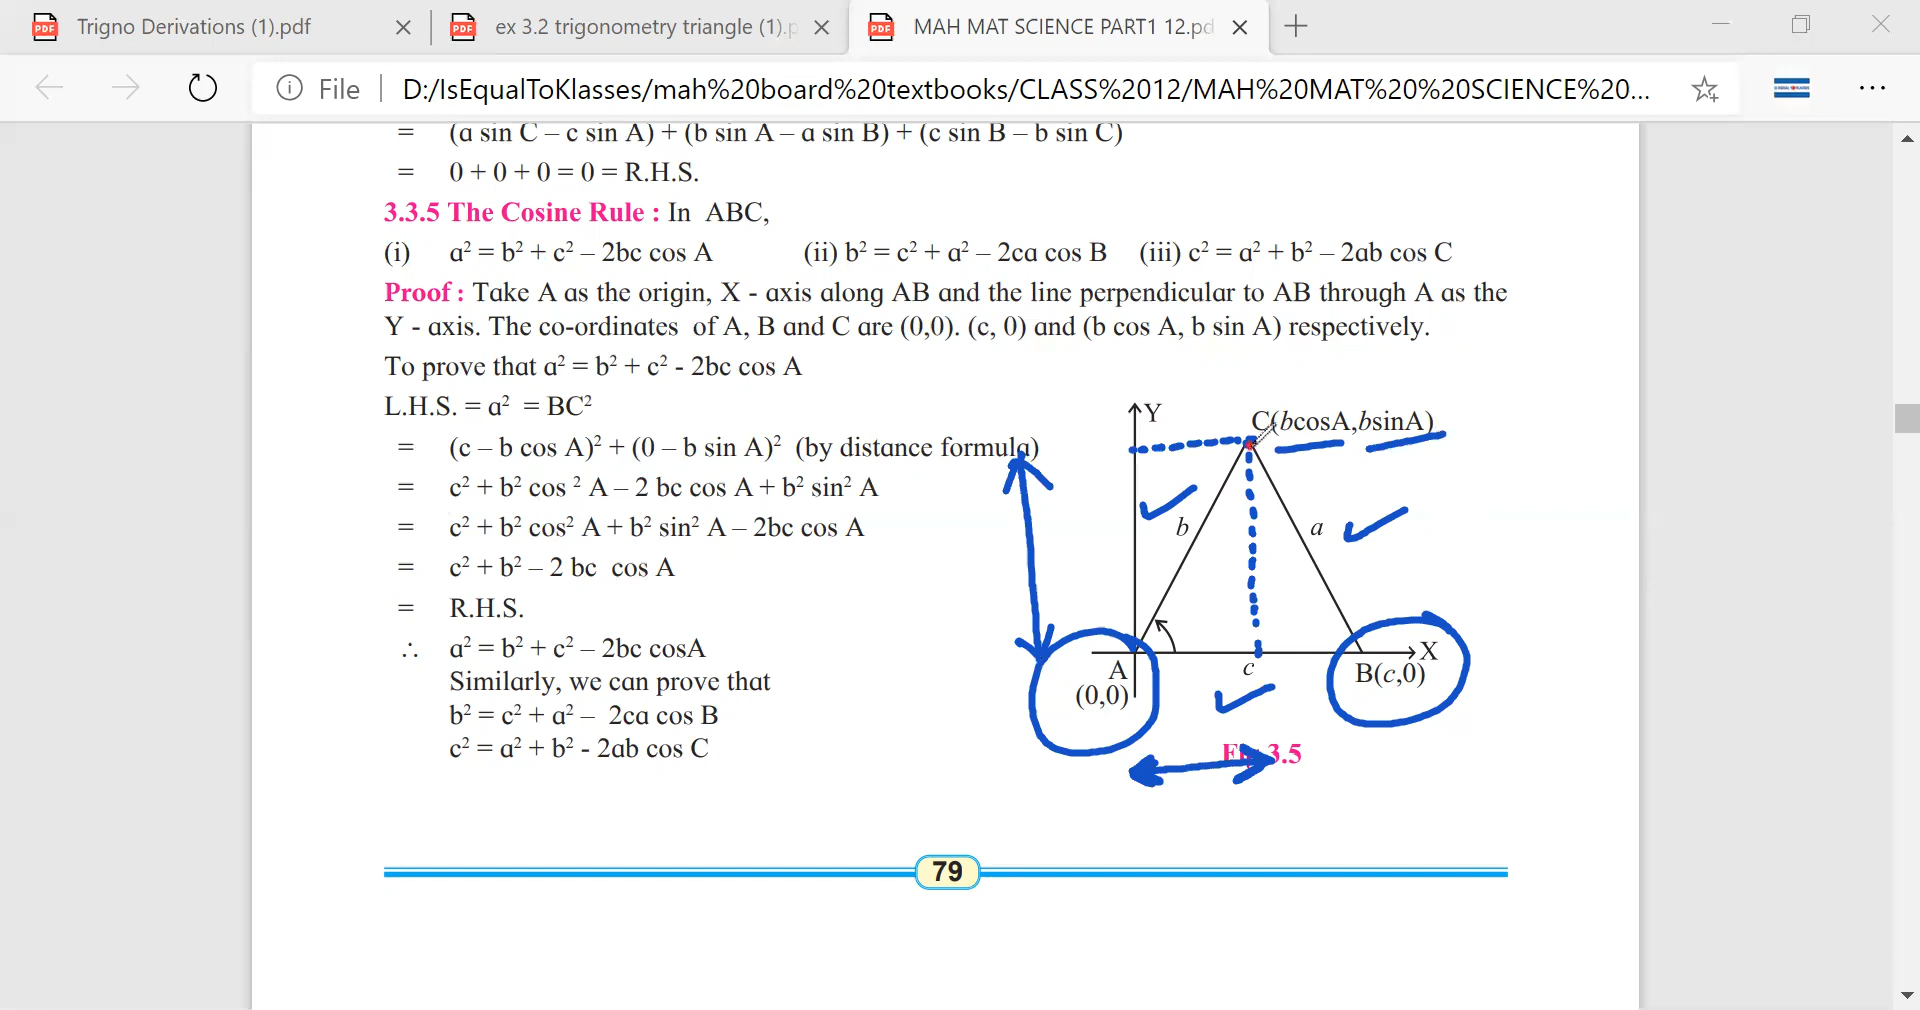 Trigno Derivations (1).pdf
ex 3.2 trigonometry triangle (1).p
MAH MAT SCIENCE PART1 12.pd
File
D:/IsEqualToKlasses/mah%20board%20textbooks/CLASS%2012/MAH%20MAT%20%20SCIENCE%20...
= (a sin C – c sin A) + (b sin A – a sin B) + (c sin B – b sin C)
= 0 + 0 + 0 = 0 = R.H.S.
3.3.5 The Cosine Rule : In ABC,
(i) a² = b² + c² – 2bc cos A (ii) b² = c² + a² – 2ca cos B (iii) c² = a² + b² – 2ab cos C
Proof : Take A as the origin, X - axis along AB and the line perpendicular to AB through A as the
Y - axis. The co-ordinates of A, B and C are (0,0). (c, 0) and (b cos A, b sin A) respectively.
To prove that a² = b² + c² - 2bc cos A
L.H.S. = a² = BC²
= (c – b cos A)² + (0 – b sin A)² (by distance formula)
= c² + b² cos ² A – 2 bc cos A + b² sin² A
= c² + b² cos² A + b² sin² A – 2bc cos A
= c² + b² – 2 bc cos A
= R.H.S.
∴ a² = b² + c² – 2bc cosA
Similarly, we can prove that
b² = c² + a² – 2ca cos B
c² = a² + b² - 2ab cos C
Y
C(bcosA,bsinA)
b
a
X
A
c
B(c,0)
(0,0)
3.5
79